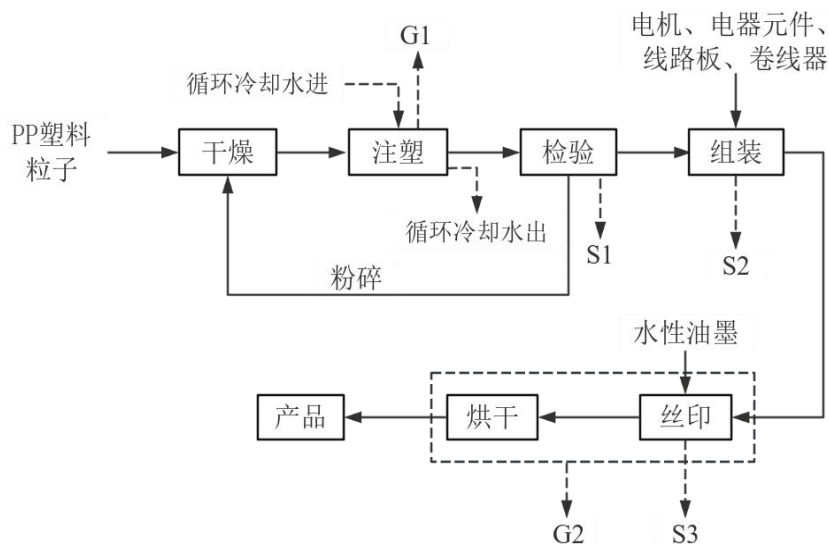 G1
电机、电器元件、
线路板、卷线器
循环冷却水进
PP塑料
粒子
干燥
注塑
检验
组装
循环冷却水出
S1
S2
粉碎
水性油墨
产品
烘干
丝印
G2
S3